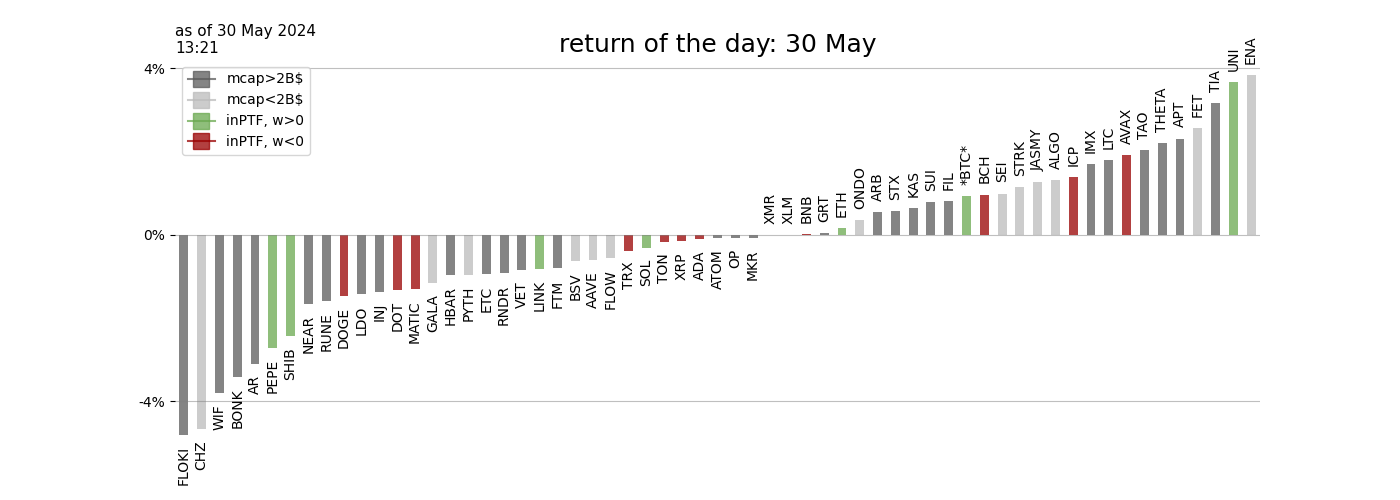 as of 30 May 2024
13:21
return of the day: 30 May
mcap>2B$
mcap<2B$
inPTF, w>0
inPTF, w<0
4%
0%
-4%
FLOKI
CHZ
WIF
BONK
AR
PEPE
SHIB
NEAR
RUNE
DOGE
LDO
INJ
DOT
MATIC
GALA
HBAR
PYTH
ETC
RNDR
VET
LINK
FTM
BSV
AAVE
FLOW
TRX
SOL
TON
XRP
ADA
ATOM
OP
MKR
XMR
XLM
BNB
GRT
ETH
ONDO
ARB
STX
KAS
SUI
FIL
*BTC*
BCH
SEI
STRK
JASMY
ALGO
ICP
IMX
LTC
AVAX
TAO
THETA
APT
FET
TIA
UNI
ENA